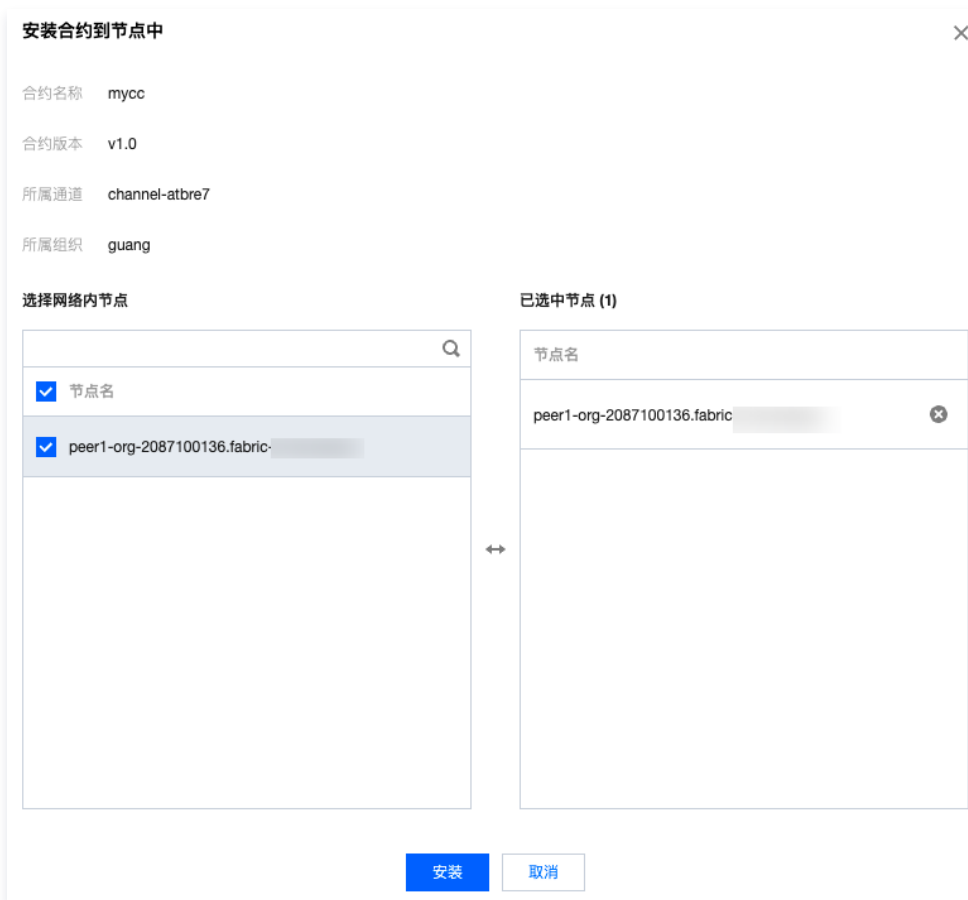 安装合约到节点中
合约名称 mycc
合约版本 v1.0
所属通道 channel-atbre7
所属组织 guang
选择网络内节点
已选中节点 (1)
节点名
peer1-org-2087100136.fabric-
节点名
peer1-org-2087100136.fabric
安装
取消